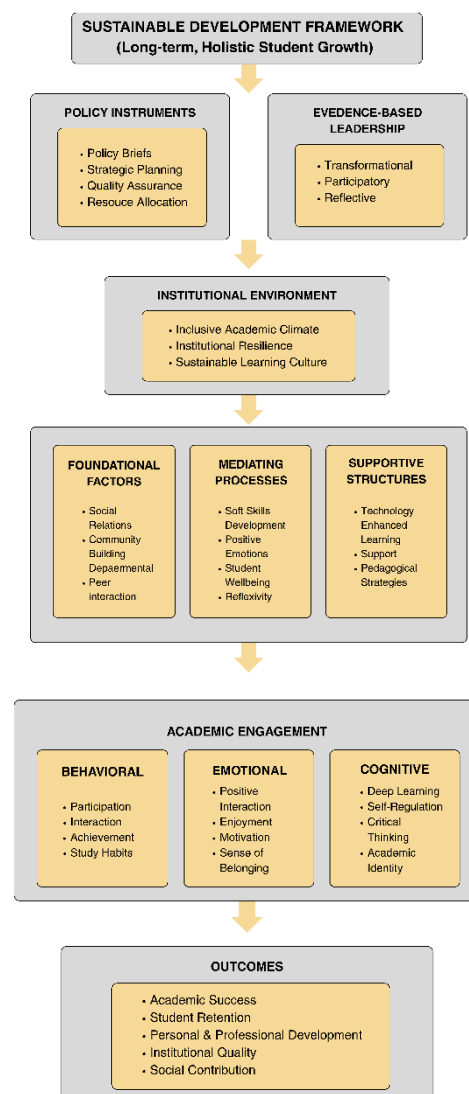 SUSTAINABLE DEVELOPMENT FRAMEWORK
(Long-term, Holistic Student Growth)
POLICY INSTRUMENTS
• Policy Briefs
• Strategic Planning
• Quality Assurance
• Resouce Allocation
EVEDENCE-BASED
LEADERSHIP
• Transformational
• Participatory
• Reflective
INSTITUTIONAL ENVIRONMENT
• Inclusive Academic Climate
• Institutional Resilience
• Sustainable Learning Culture
FOUNDATIONAL
FACTORS
• Social
Relations
• Community
Building
Depaermental
• Peer
interaction
MEDIATING
PROCESSES
• Soft Skills
Development
• Positive
Emotions
• Student
Wellbeing
• Reflexivity
SUPPORTIVE
STRUCTURES
• Technology
Enhanced
Learning
• Support
• Pedagogical
Strategies
ACADEMIC ENGAGEMENT
BEHAVIORAL
• Participation
• Interaction
• Achievement
• Study Habits
EMOTIONAL
• Positive
Interaction
• Enjoyment
• Motivation
• Sense of
Belonging
COGNITIVE
• Deep Learning
• Self-Regulation
• Critical
Thinking
• Academic
Identity
OUTCOMES
• Academic Success
• Student Retention
• Personal & Professional Development
• Institutional Quality
• Social Contribution